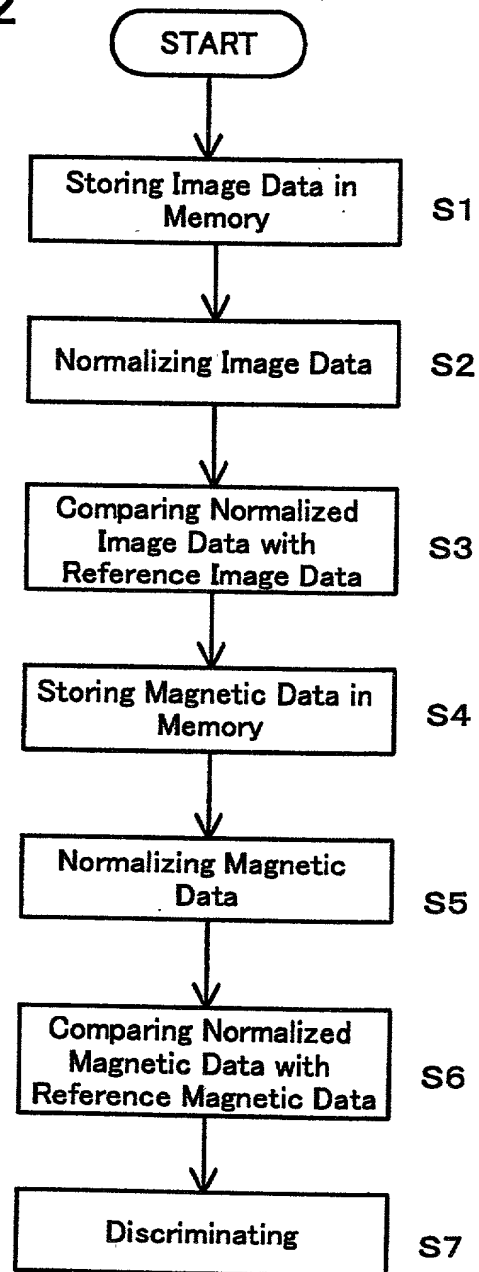 2
START
Storing Image Data in
Memory
S1
Normalizing Image Data
S2
Comparing Normalized
Image Data with
Reference Image Data
S3
Storing Magnetic Data in
Memory
S4
Normalizing Magnetic
Data
S5
Comparing Normalized
Magnetic Data with
Reference Magnetic Data
S6
Discriminating
S7